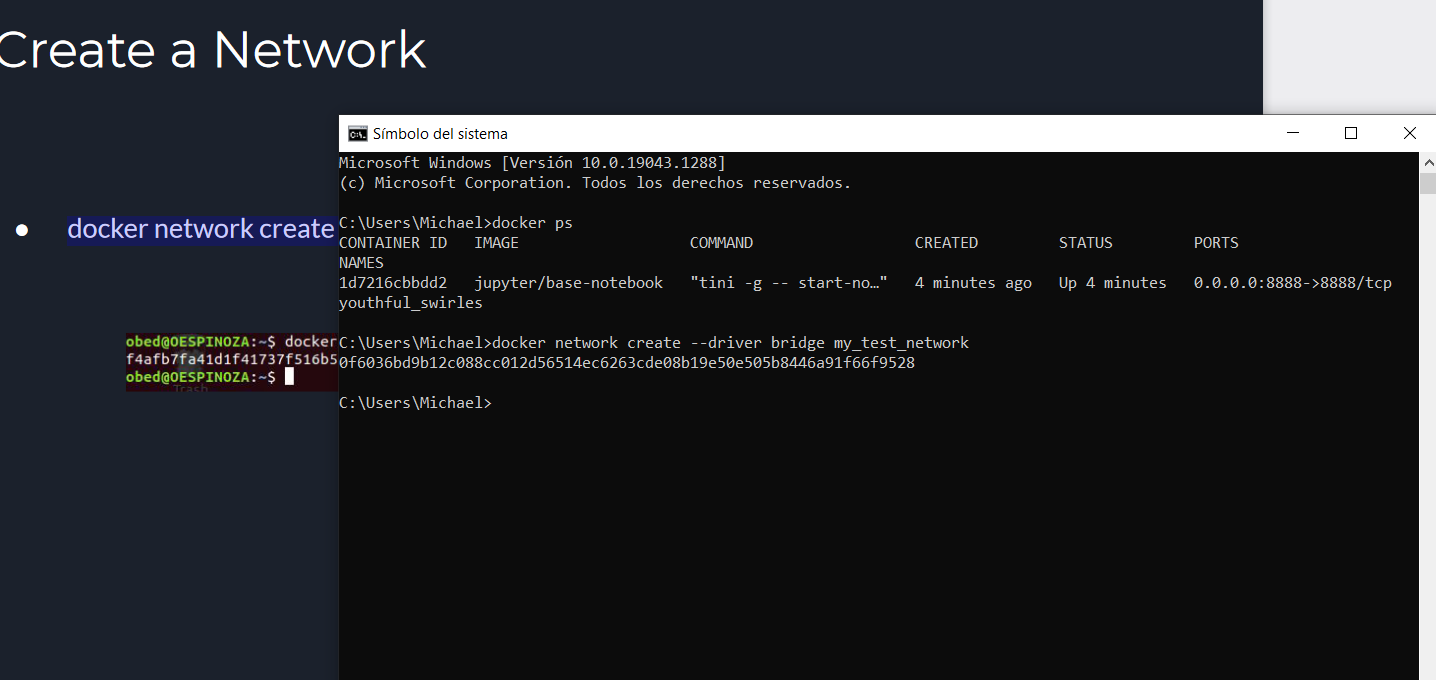 Create a Network
Símbolo del sistema
Microsoft Windows [Versión 10.0.19043.1288]
(c) Microsoft Corporation. Todos los derechos reservados.
C:\Users\Michael>docker ps
CONTAINER ID   IMAGE                   COMMAND                  CREATED         STATUS         PORTS
NAMES
1d7216cbbdd2   jupyter/base-notebook   "tini -g -- start-no…"   4 minutes ago   Up 4 minutes   0.0.0.0:8888->8888/tcp
youthful_swirles
C:\Users\Michael>docker network create --driver bridge my_test_network
0f6036bd9b12c088cc012d56514ec6263cde08b19e50e505b8446a91f66f9528
C:\Users\Michael>
● docker network create
obed@OESPINOZA:~$ docker
f4afb7fa41d1f41737f516b5
obed@OESPINOZA:~$
Trash